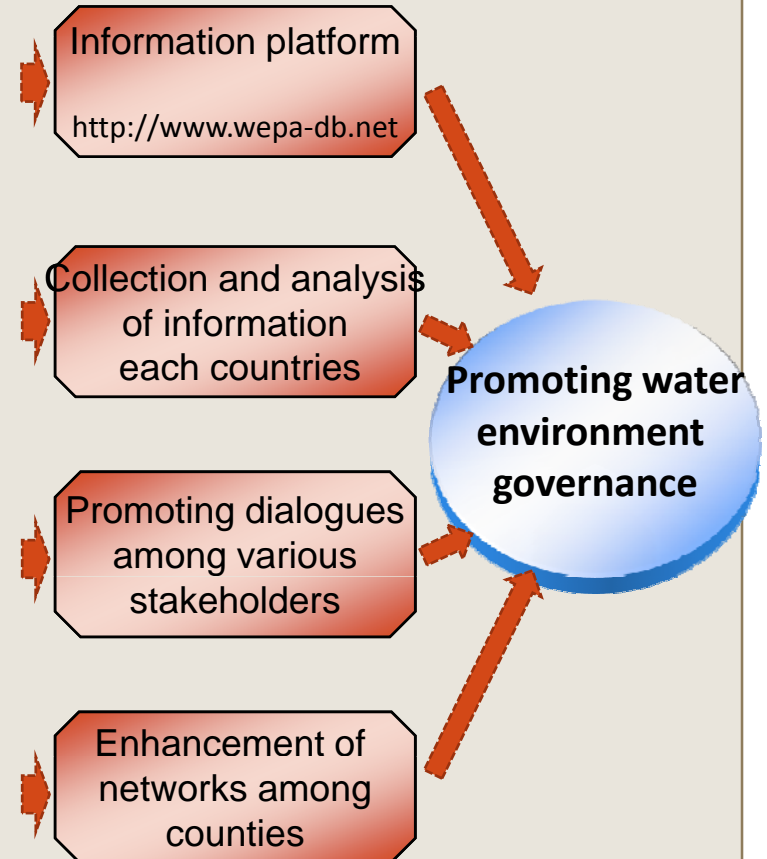 Information platform
http://www.wepa-db.net
Collection and analysis
of information
each countries
Promoting water
environment
governance
Promoting dialogues
among various
stakeholders
Enhancement of
networks among
counties